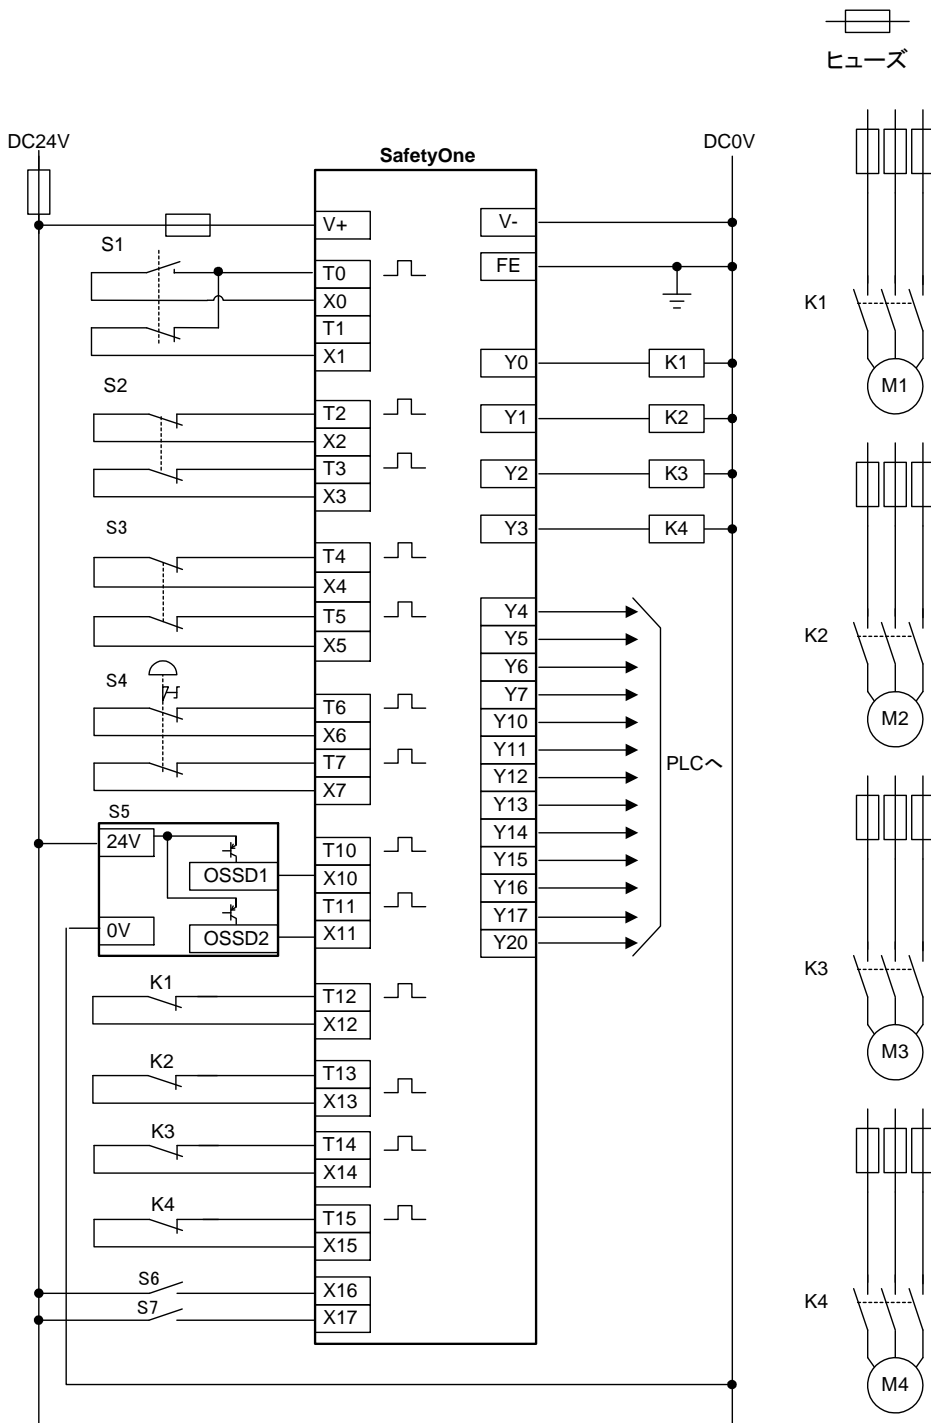 ヒューズ
DC24V
SafetyOne
DC0V
V+
V-
S1
FE
T0
X0
T1
X1
K1
Y0
K1
M1
S2
T2
X2
T3
X3
Y1
K2
Y2
K3
S3
Y3
K4
T4
X4
T5
X5
Y4
Y5
Y6
Y7
Y10
Y11
Y12
Y13
Y14
Y15
Y16
Y17
Y20
PLCへ
K2
M2
S4
T6
X6
T7
X7
S5
24V
OSSD1
0V
OSSD2
T10
X10
T11
X11
K1
T12
X12
K2
T13
X13
K3
T14
X14
K4
T15
X15
S6
X16
S7
X17
K3
M3
K4
M4